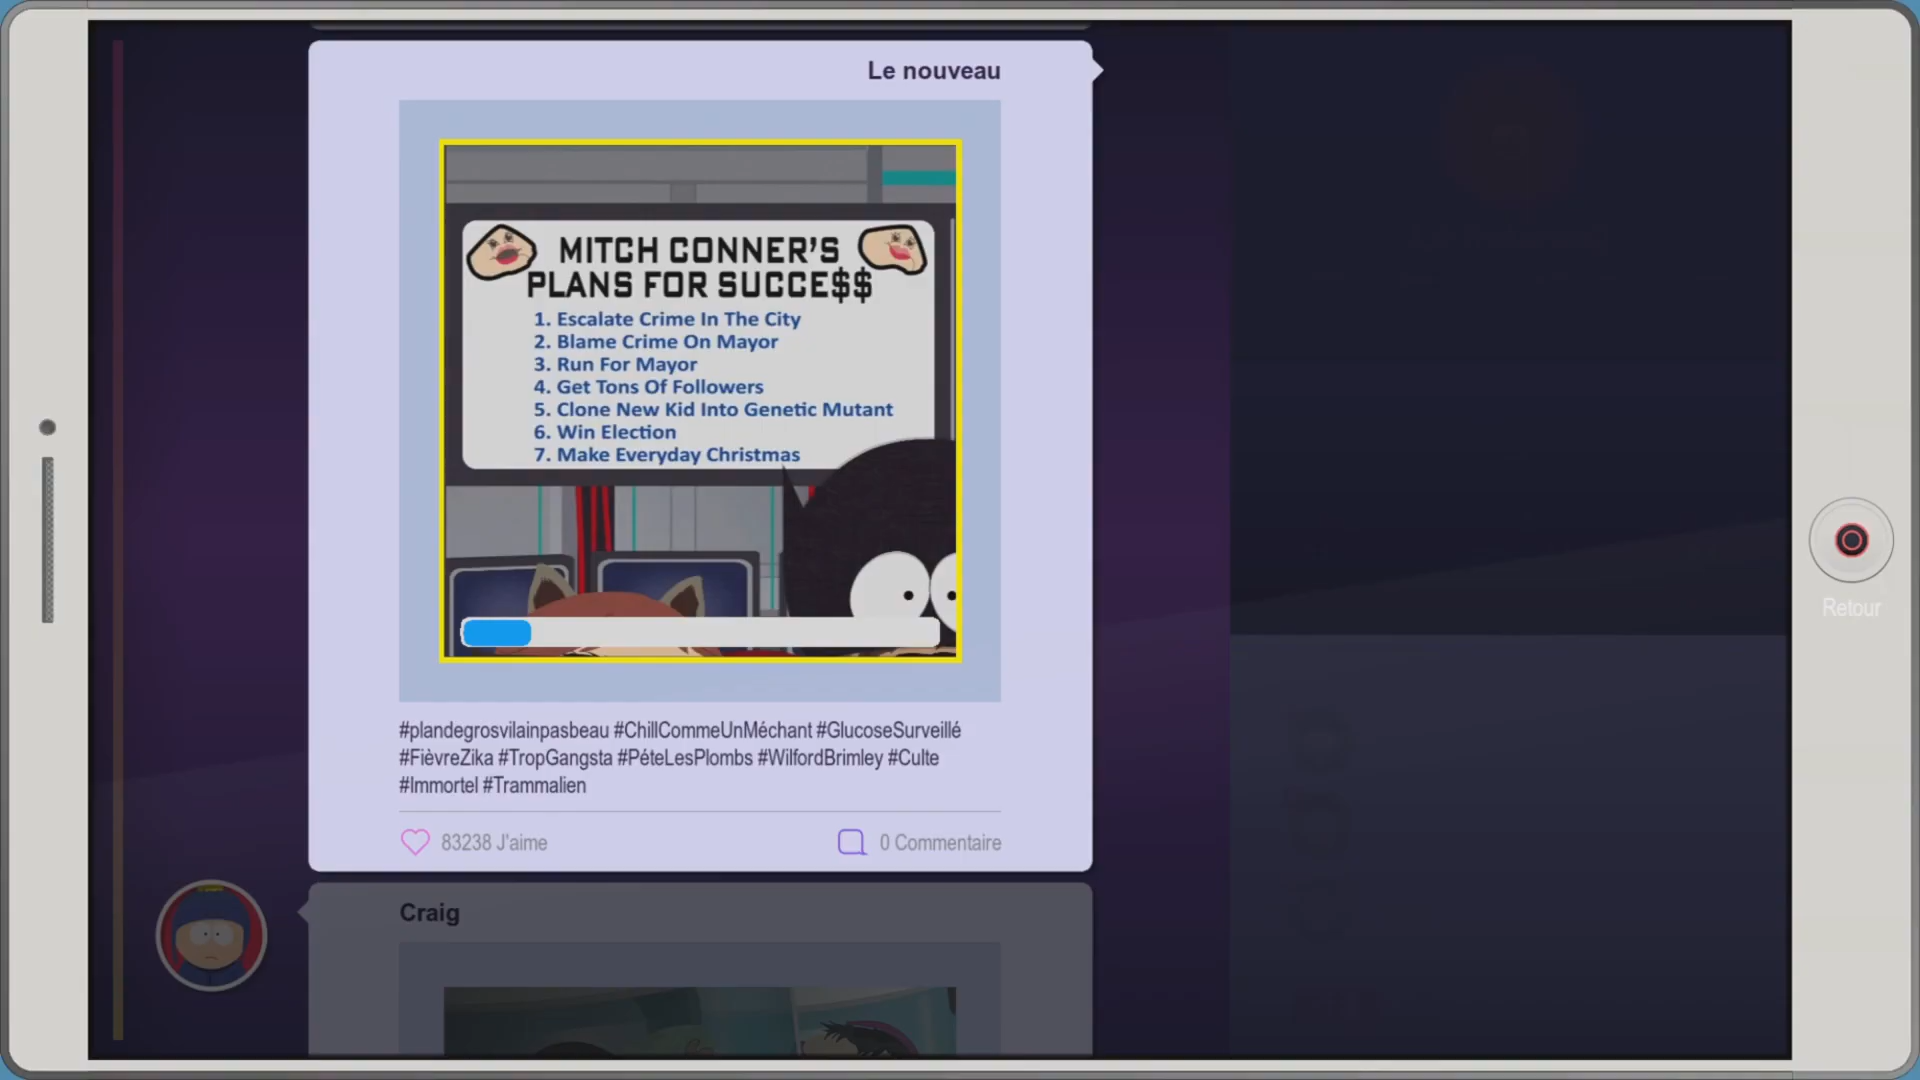 Le nouveau
MITCH CONNER'S
PLANS FOR SUCCE$$
1. Escalate Crime In The City
2. Blame Crime On Mayor
3. Run For Mayor
4. Get Tons Of Followers
5. Clone New Kid Into Genetic Mutant
6. Win Election
7. Make Everyday Christmas
#plandegrosvilainpasbeau #ChillCommeUnMéchant #GlucoseSurveillé
#FièvreZika #TropGangsta #PéteLesPlombs #WilfordBrimley #Culte
#Immortel #Trammalien
83238 J'aime
0 Commentaire
Craig
Retour